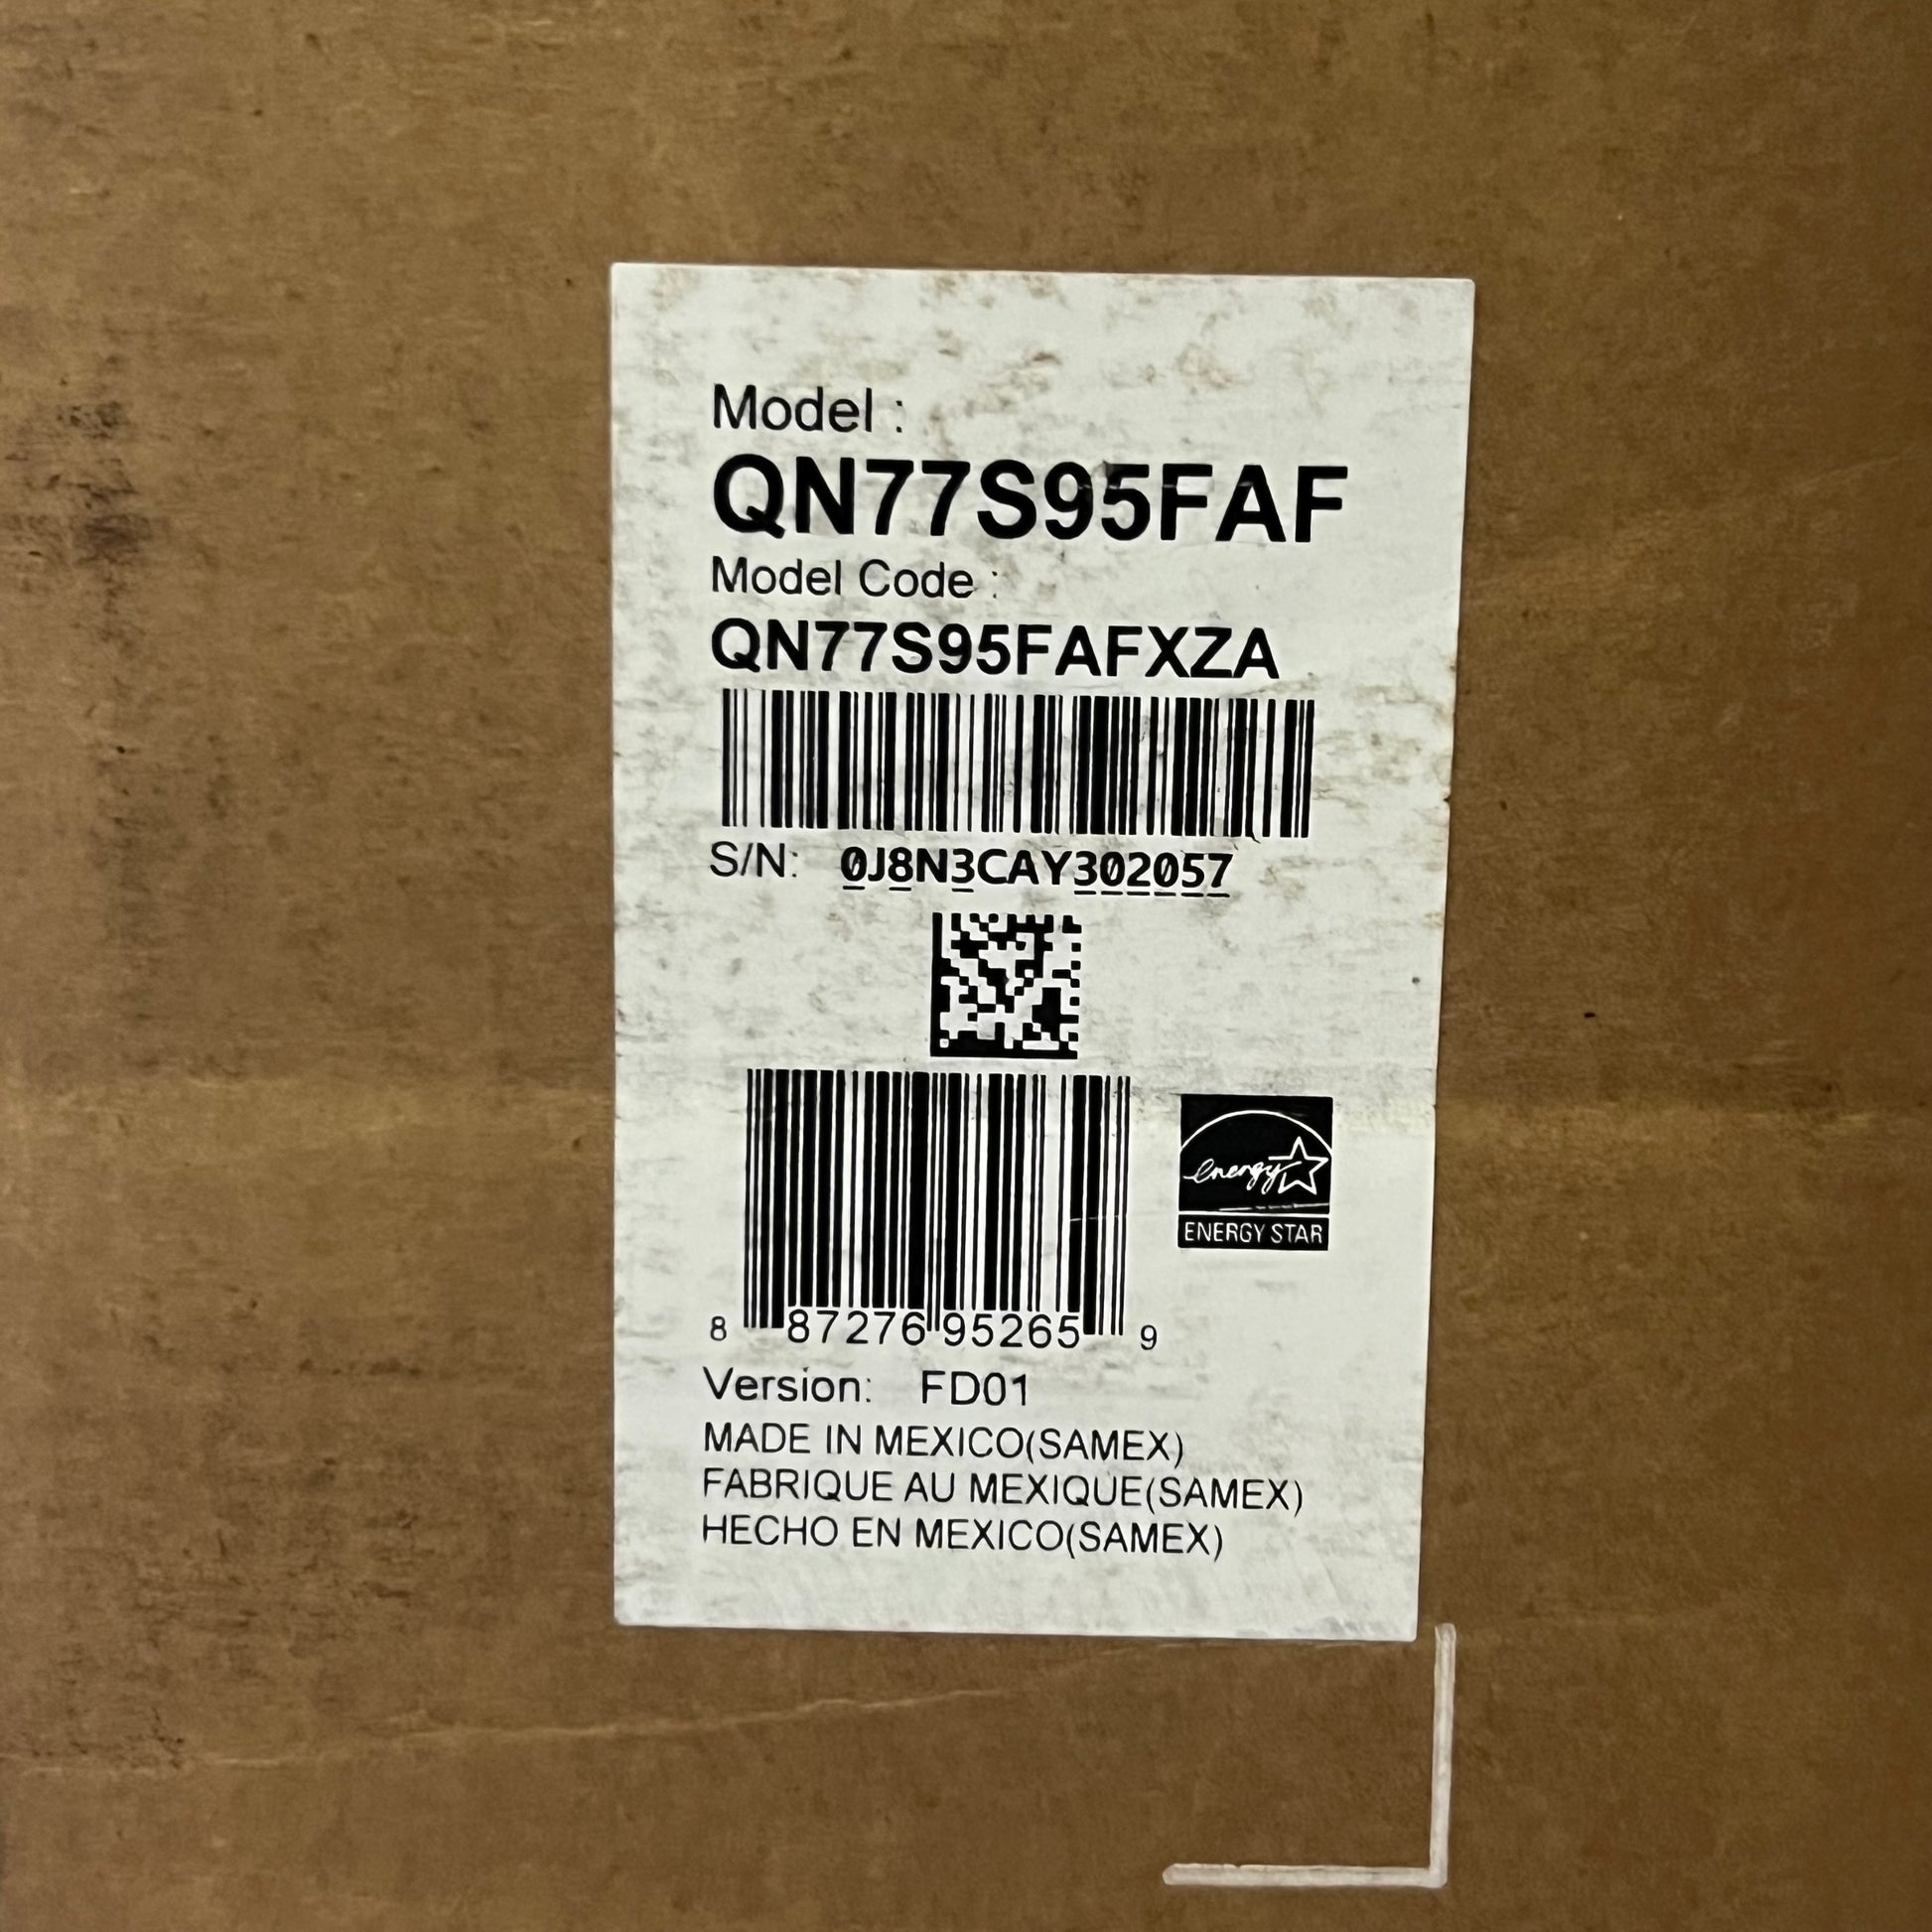 Model :
QN77S95FAF
Model Code :
QN77S95FAFXZA
S/N: 0J8N3CAY302057
energy
ENERGY STAR
8 87276 95265 9
Version: FD01
MADE IN MEXICO(SAMEX)
FABRIQUE AU MEXIQUE(SAMEX)
HECHO EN MEXICO(SAMEX)